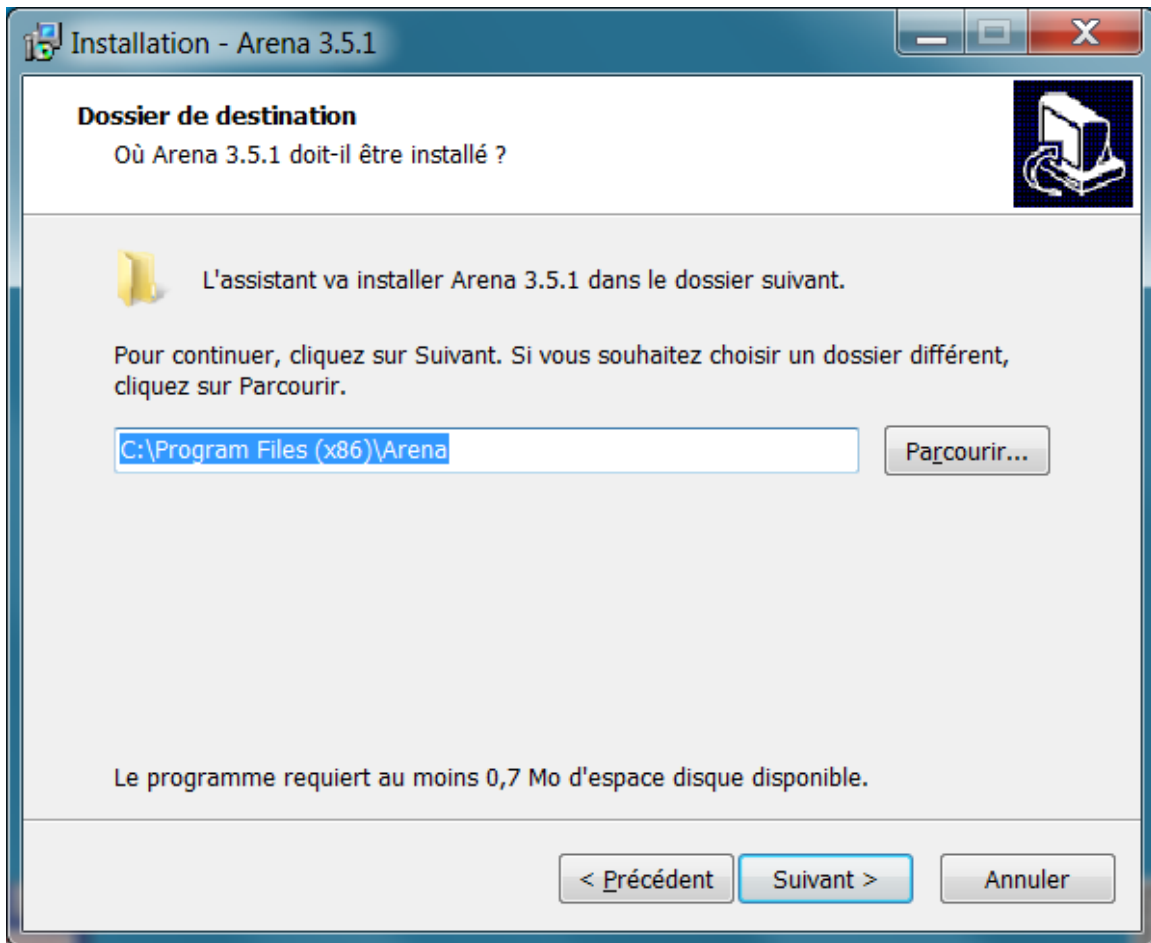 Installation - Arena 3.5.1
X
Dossier de destination
Où Arena 3.5.1 doit-il être installé ?
L'assistant va installer Arena 3.5.1 dans le dossier suivant.
Pour continuer, cliquez sur Suivant. Si vous souhaitez choisir un dossier différent,
cliquez sur Parcourir.
C:\Program Files (x86)\Arena
Parcourir...
Le programme requiert au moins 0,7 Mo d'espace disque disponible.
< Précédent
Suivant >
Annuler